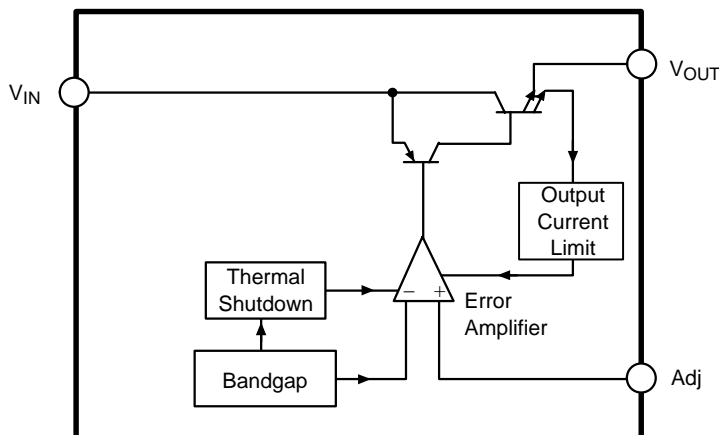 V_IN
V_OUT
Output
Current
Limit
Thermal
Shutdown
− +
Error
Amplifier
Bandgap
Adj